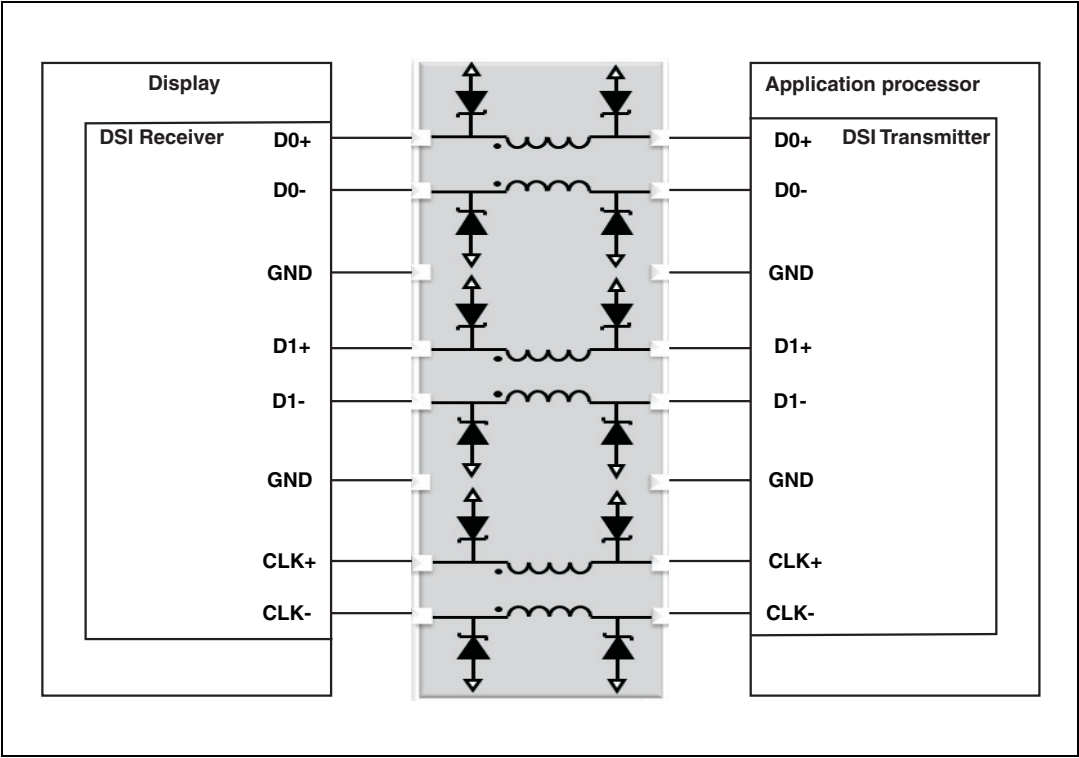 Display
DSI Receiver
D0+
D0-
GND
D1+
D1-
GND
CLK+
CLK-
Application processor
DSI Transmitter
D0+
D0-
GND
D1+
D1-
GND
CLK+
CLK-